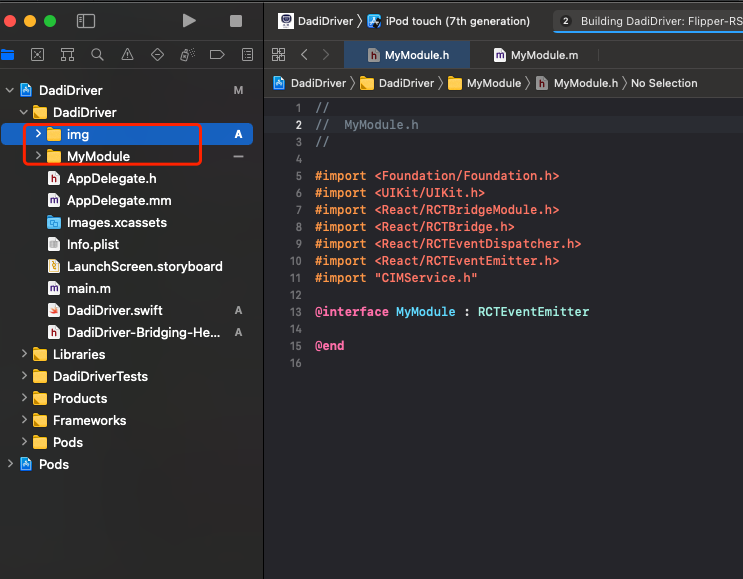 DadiDriver
iPod touch (7th generation)
2 Building DadiDriver: Flipper-RS
MyModule.h
MyModule.m
DadiDriver
DadiDriver
MyModule
MyModule.h
No Selection
DadiDriver M
DadiDriver
img A
MyModule
AppDelegate.h
AppDelegate.mm
Images.xcassets
Info.plist
LaunchScreen.storyboard
main.m
DadiDriver.swift A
DadiDriver-Bridging-He... A
Libraries
DadiDriverTests
Products
Frameworks
Pods
Pods
1 //
2 //  MyModule.h
3 //
4
5 #import <Foundation/Foundation.h>
6 #import <UIKit/UIKit.h>
7 #import <React/RCTBridgeModule.h>
8 #import <React/RCTBridge.h>
9 #import <React/RCTEventDispatcher.h>
10 #import <React/RCTEventEmitter.h>
11 #import "CIMService.h"
12
13 @interface MyModule : RCTEventEmitter
14
15 @end
16